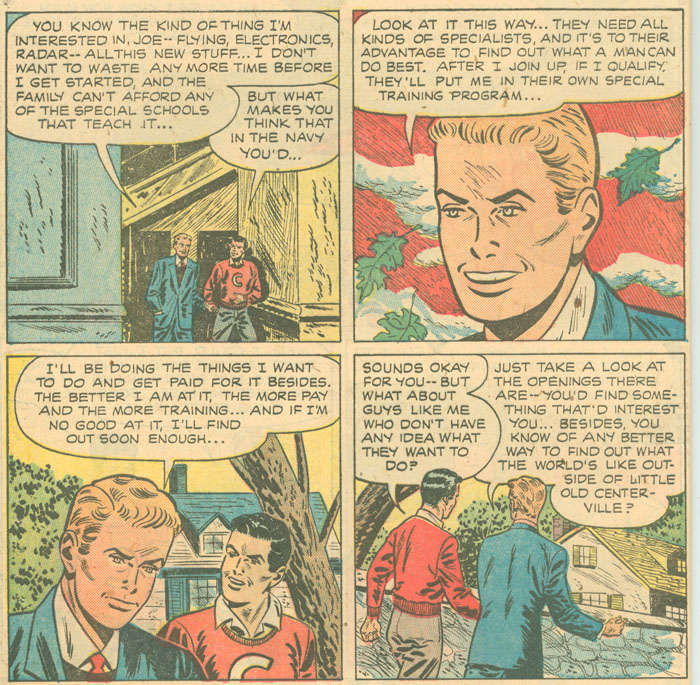 YOU KNOW THE KIND OF THING I'M
INTERESTED IN, JOE-- FLYING, ELECTRONICS,
RADAR-- ALL THIS NEW STUFF... I DON'T
WANT TO WASTE ANY MORE TIME BEFORE
I GET STARTED, AND THE
FAMILY CAN'T AFFORD ANY
OF THE SPECIAL SCHOOLS
THAT TEACH IT...
BUT WHAT
MAKES YOU
THINK THAT
IN THE NAVY
YOU'D...
C
LOOK AT IT THIS WAY... THEY NEED ALL
KINDS OF SPECIALISTS, AND IT'S TO THEIR
ADVANTAGE TO FIND OUT WHAT A MAN CAN
DO BEST. AFTER I JOIN UP, IF I QUALIFY,
THEY'LL PUT ME IN THEIR OWN SPECIAL
TRAINING PROGRAM...
I'LL BE DOING THE THINGS I WANT
TO DO AND GET PAID FOR IT BESIDES.
THE BETTER I AM AT IT, THE MORE PAY
AND THE MORE TRAINING... AND IF I'M
NO GOOD AT IT, I'LL FIND
OUT SOON ENOUGH...
C
SOUNDS OKAY
FOR YOU-- BUT
WHAT ABOUT
GUYS LIKE ME
WHO DON'T HAVE
ANY IDEA WHAT
THEY WANT TO
DO?
JUST TAKE A LOOK AT
THE OPENINGS THERE
ARE-- YOU'D FIND SOME-
THING THAT'D INTEREST
YOU... BESIDES, YOU
KNOW OF ANY BETTER
WAY TO FIND OUT WHAT
THE WORLD'S LIKE OUT-
SIDE OF LITTLE
OLD CENTER-
VILLE?